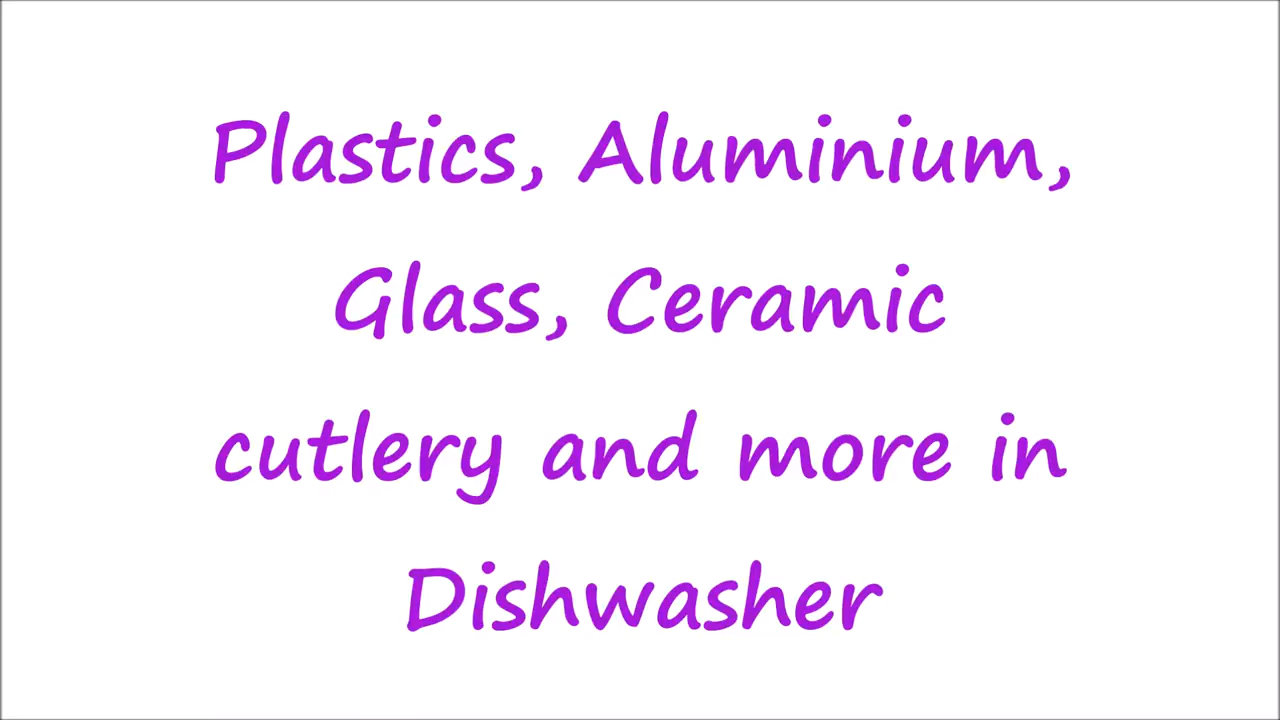 Plastics, Aluminium,
Glass, Ceramic
cutlery and more in
Dishwasher